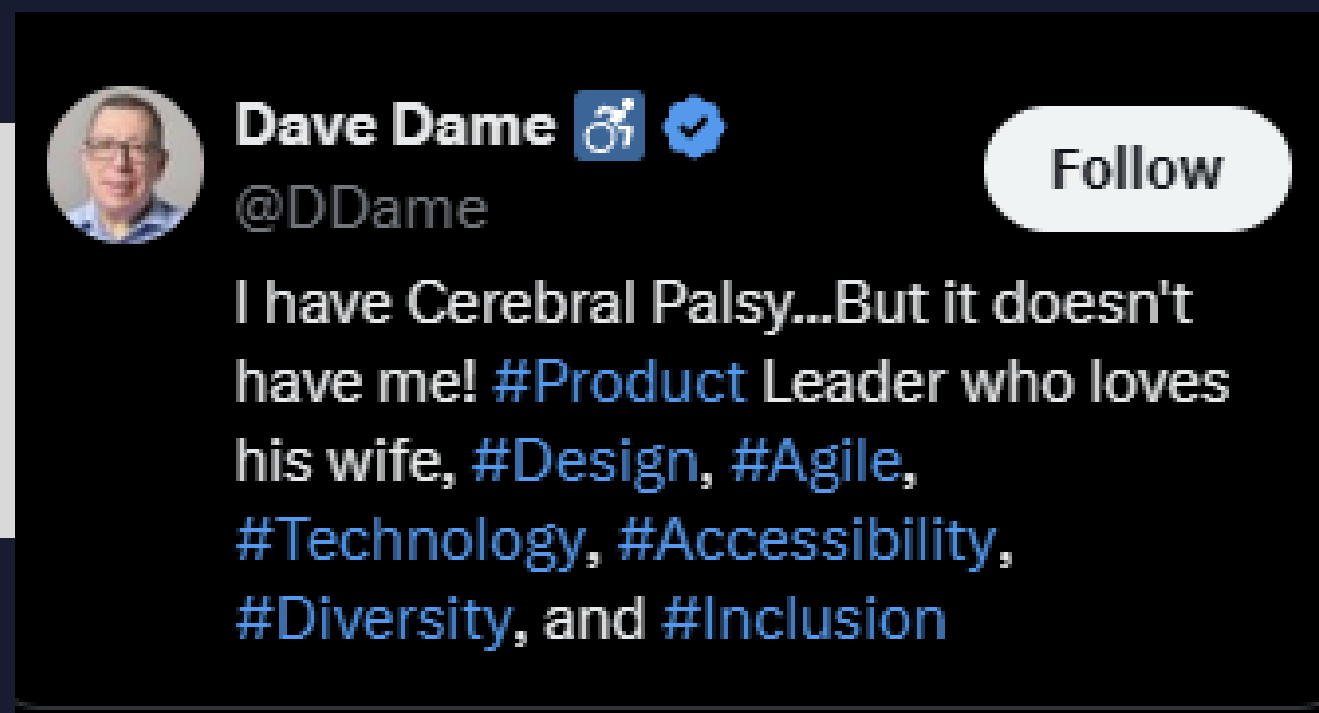 Dave Dame ♿
Follow
@DDame
I have Cerebral Palsy...But it doesn't
have me! #Product Leader who loves
his wife, #Design, #Agile,
#Technology, #Accessibility,
#Diversity, and #Inclusion